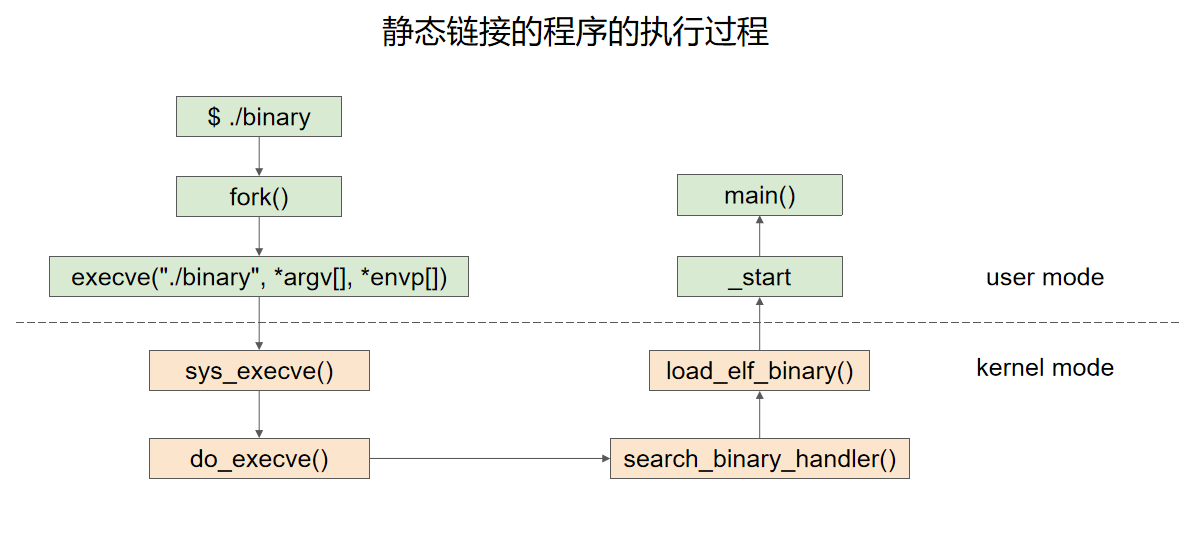 静态链接的程序的执行过程
$ ./binary
fork()
execve("./binary", *argv[], *envp[])
sys_execve()
do_execve()
search_binary_handler()
load_elf_binary()
_start
main()
user mode
kernel mode